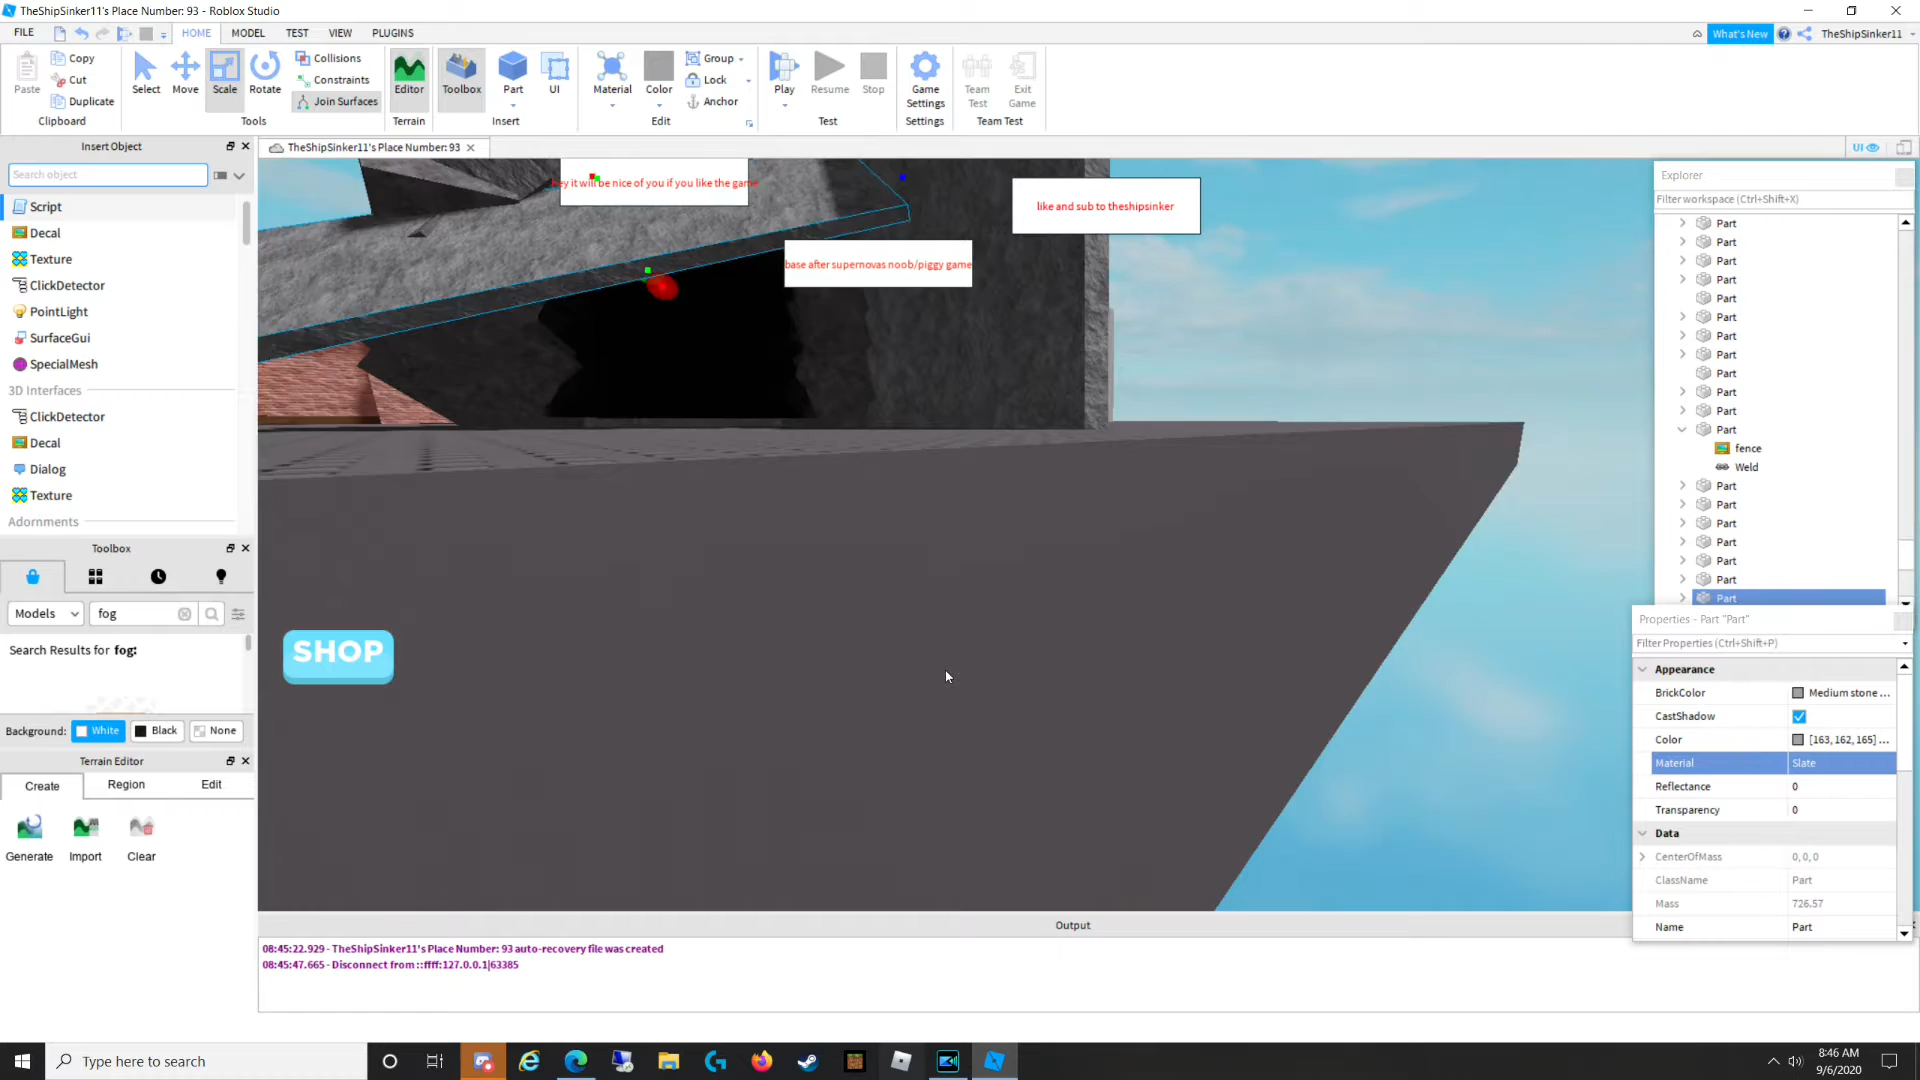 TheShipSinker11's Place Number: 93 - Roblox Studio
FILE
HOME
MODEL
TEST
VIEW
PLUGINS
What's New
TheShipSinker11
Paste
Copy
Cut
Duplicate
Clipboard
Select
Move
Scale
Rotate
Tools
Collisions
Constraints
Join Surfaces
Editor
Terrain
Toolbox
Part
UI
Insert
Material
Color
Group
Lock
Anchor
Edit
Play
Resume
Stop
Test
Game
Settings
Settings
Team
Test
Exit
Game
Team Test
Insert Object
Search object
Script
Decal
Texture
ClickDetector
PointLight
SurfaceGui
SpecialMesh
3D Interfaces
ClickDetector
Decal
Dialog
Texture
Adornments
Toolbox
Models
fog
Search Results for fog:
Background:
White
Black
None
Terrain Editor
Create
Region
Edit
Generate
Import
Clear
TheShipSinker11's Place Number: 93
UI
hey it will be nice of you if you like the game
like and sub to theshipsinker
base after supernovas noob/piggy game
SHOP
Explorer
Filter workspace (Ctrl+Shift+X)
Part
Part
Part
Part
Part
Part
Part
Part
Part
Part
Part
Part
fence
Weld
Part
Part
Part
Part
Part
Part
Part
Properties - Part "Part"
Filter Properties (Ctrl+Shift+P)
Appearance
BrickColor
Medium stone ...
CastShadow
Color
[163, 162, 165] ...
Material
Slate
Reflectance
0
Transparency
0
Data
CenterOfMass
0, 0, 0
ClassName
Part
Mass
726.57
Name
Part
Output
08:45:22.929 - TheShipSinker11's Place Number: 93 auto-recovery file was created
08:45:47.665 - Disconnect from ::ffff:127.0.0.1|63385
Type here to search
8:46 AM
9/6/2020